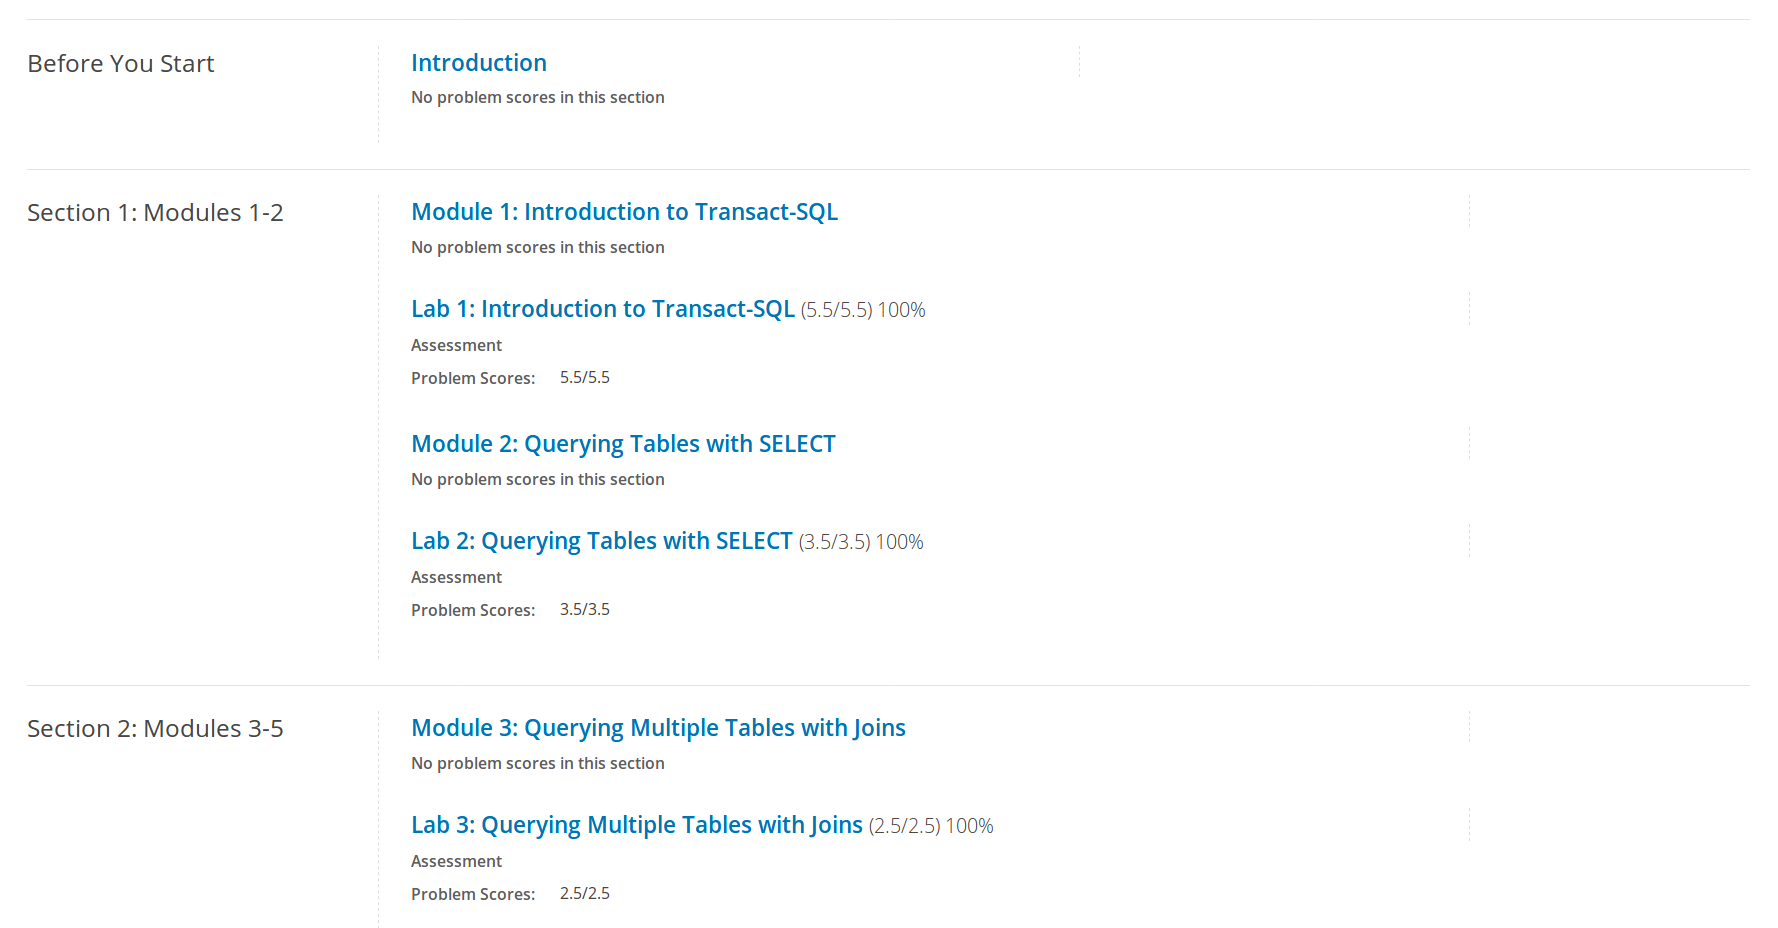 Before You Start
Introduction
No problem scores in this section
Section 1: Modules 1-2
Module 1: Introduction to Transact-SQL
No problem scores in this section
Lab 1: Introduction to Transact-SQL (5.5/5.5) 100%
Assessment
Problem Scores: 5.5/5.5
Module 2: Querying Tables with SELECT
No problem scores in this section
Lab 2: Querying Tables with SELECT (3.5/3.5) 100%
Assessment
Problem Scores: 3.5/3.5
Section 2: Modules 3-5
Module 3: Querying Multiple Tables with Joins
No problem scores in this section
Lab 3: Querying Multiple Tables with Joins (2.5/2.5) 100%
Assessment
Problem Scores: 2.5/2.5